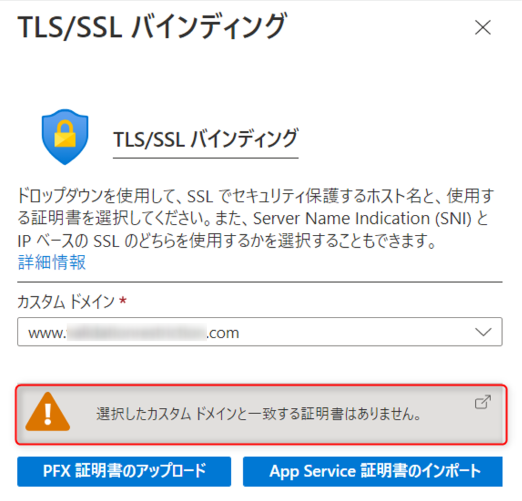 TLS/SSL バインディング
TLS/SSL バインディング
ドロップダウンを使用して、SSL でセキュリティ保護するホスト名と、使用す
る証明書を選択してください。また、Server Name Indication (SNI) と
IP ベースの SSL のどちらを使用するかを選択することもできます。
詳細情報
カスタム ドメイン *
www. .com
選択したカスタム ドメインと一致する証明書はありません。
PFX 証明書のアップロード
App Service 証明書のインポート